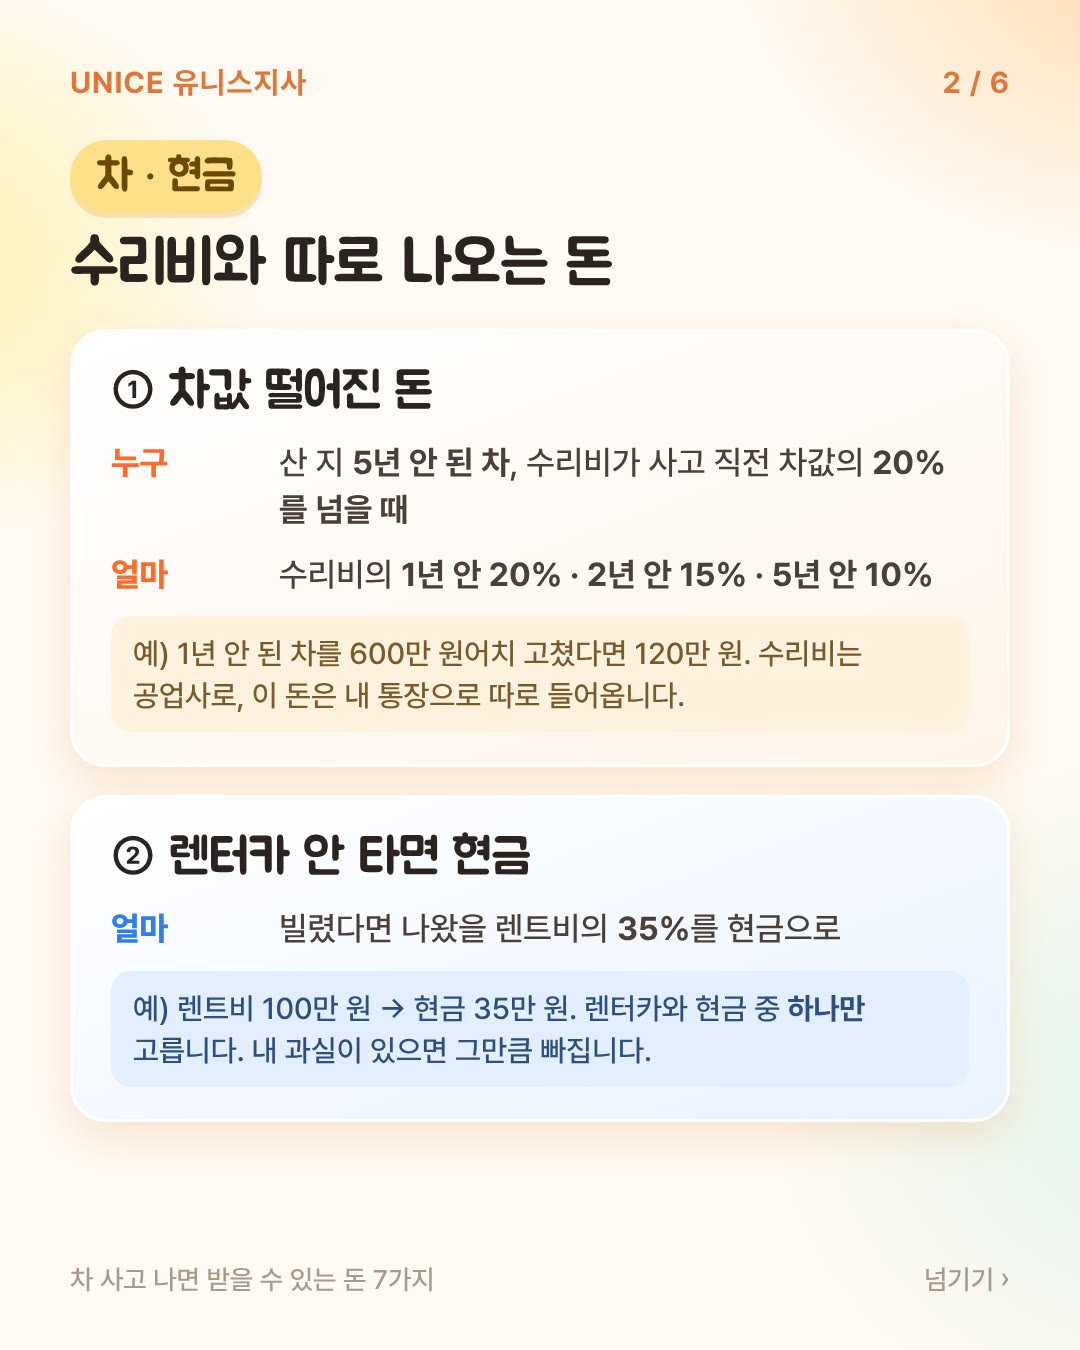 UNICE 유니스지사
2 / 6
차 · 현금
수리비와 따로 나오는 돈
① 차값 떨어진 돈
누구 산 지 5년 안 된 차, 수리비가 사고 직전 차값의 20%
를 넘을 때
얼마 수리비의 1년 안 20% · 2년 안 15% · 5년 안 10%
예) 1년 안 된 차를 600만 원어치 고쳤다면 120만 원. 수리비는
공업사로, 이 돈은 내 통장으로 따로 들어옵니다.
② 렌터카 안 타면 현금
얼마 빌렸다면 나왔을 렌트비의 35%를 현금으로
예) 렌트비 100만 원 → 현금 35만 원. 렌터카와 현금 중 하나만
고릅니다. 내 과실이 있으면 그만큼 빠집니다.
차 사고 나면 받을 수 있는 돈 7가지
넘기기 ›